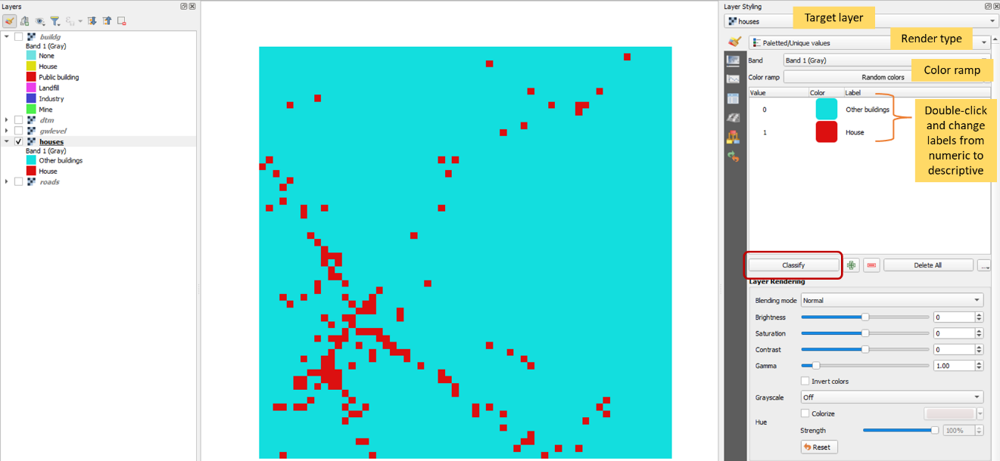 Layers
buildg
Band 1 (Gray)
None
House
Public building
Landfill
Industry
Mine
dtm
gwlevel
houses
Band 1 (Gray)
Other buildings
House
roads
Layer Styling
houses
Target layer
Paletted/Unique values
Render type
Band
Band 1 (Gray)
Color ramp
Random colors
Color ramp
Value
Color
Label
0
Other buildings
1
House
Double-click
and change
labels from
numeric to
descriptive
Classify
Delete All
...
Layer Rendering
Blending mode
Normal
Brightness
0
Saturation
0
Contrast
0
Gamma
1.00
Invert colors
Grayscale
Off
Hue
Colorize
Strength
100%
Reset